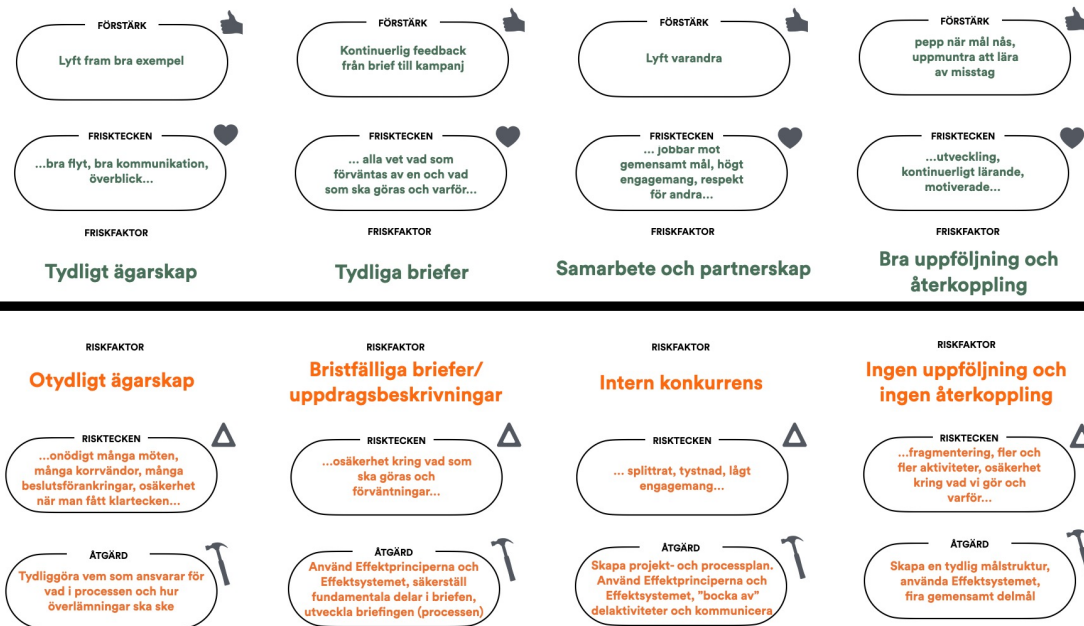 FÖRSTÄRK
Lyft fram bra exempel
FÖRSTÄRK
Kontinuerlig feedback
från brief till kampanj
FÖRSTÄRK
Lyft varandra
FÖRSTÄRK
pepp när mål nås,
uppmuntra att lära
av misstag
FRISKTECKEN
...bra flyt, bra kommunikation,
överblick...
FRISKTECKEN
... alla vet vad som
förväntas av en och vad
som ska göras och varför...
FRISKTECKEN
... jobbar mot
gemensamt mål, högt
engagemang, respekt
för andra...
FRISKTECKEN
...utveckling,
kontinuerligt lärande,
motiverade...
FRISKFAKTOR
Tydligt ägarskap
FRISKFAKTOR
Tydliga briefer
FRISKFAKTOR
Samarbete och partnerskap
FRISKFAKTOR
Bra uppföljning och
återkoppling
RISKFAKTOR
Otydligt ägarskap
RISKFAKTOR
Bristfälliga briefer/
uppdragsbeskrivningar
RISKFAKTOR
Intern konkurrens
RISKFAKTOR
Ingen uppföljning och
ingen återkoppling
RISKTECKEN
...onödigt många möten,
många korrvändor, många
beslutsförankringar, osäkerhet
när man fått klartecken...
RISKTECKEN
...osäkerhet kring vad som
ska göras och
förväntningar...
RISKTECKEN
... splittrat, tystnad, lågt
engagemang...
RISKTECKEN
...fragmentering, fler och
fler aktiviteter, osäkerhet
kring vad vi gör och
varför...
ÅTGÄRD
Tydliggöra vem som ansvarar för
vad i processen och hur
överlämningar ska ske
ÅTGÄRD
Använd Effektprinciperna och
Effektsystemet, säkerställ
fundamentala delar i briefen,
utveckla briefingen (processen)
ÅTGÄRD
Skapa projekt- och processplan.
Använd Effektprinciperna och
Effektsystemet, "bocka av"
delaktiviteter och kommunicera
ÅTGÄRD
Skapa en tydlig målstruktur,
använda Effektsystemet,
fira gemensamt delmål